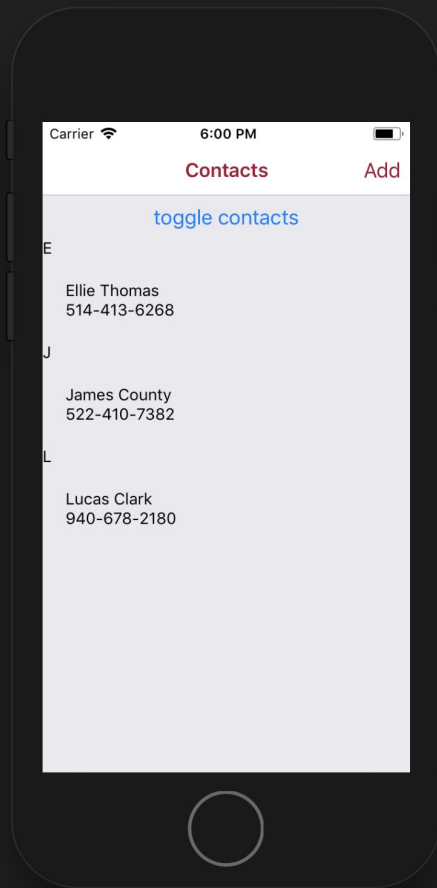 Carrier 6:00 PM
Contacts Add
toggle contacts
E
Ellie Thomas
514-413-6268
J
James County
522-410-7382
L
Lucas Clark
940-678-2180